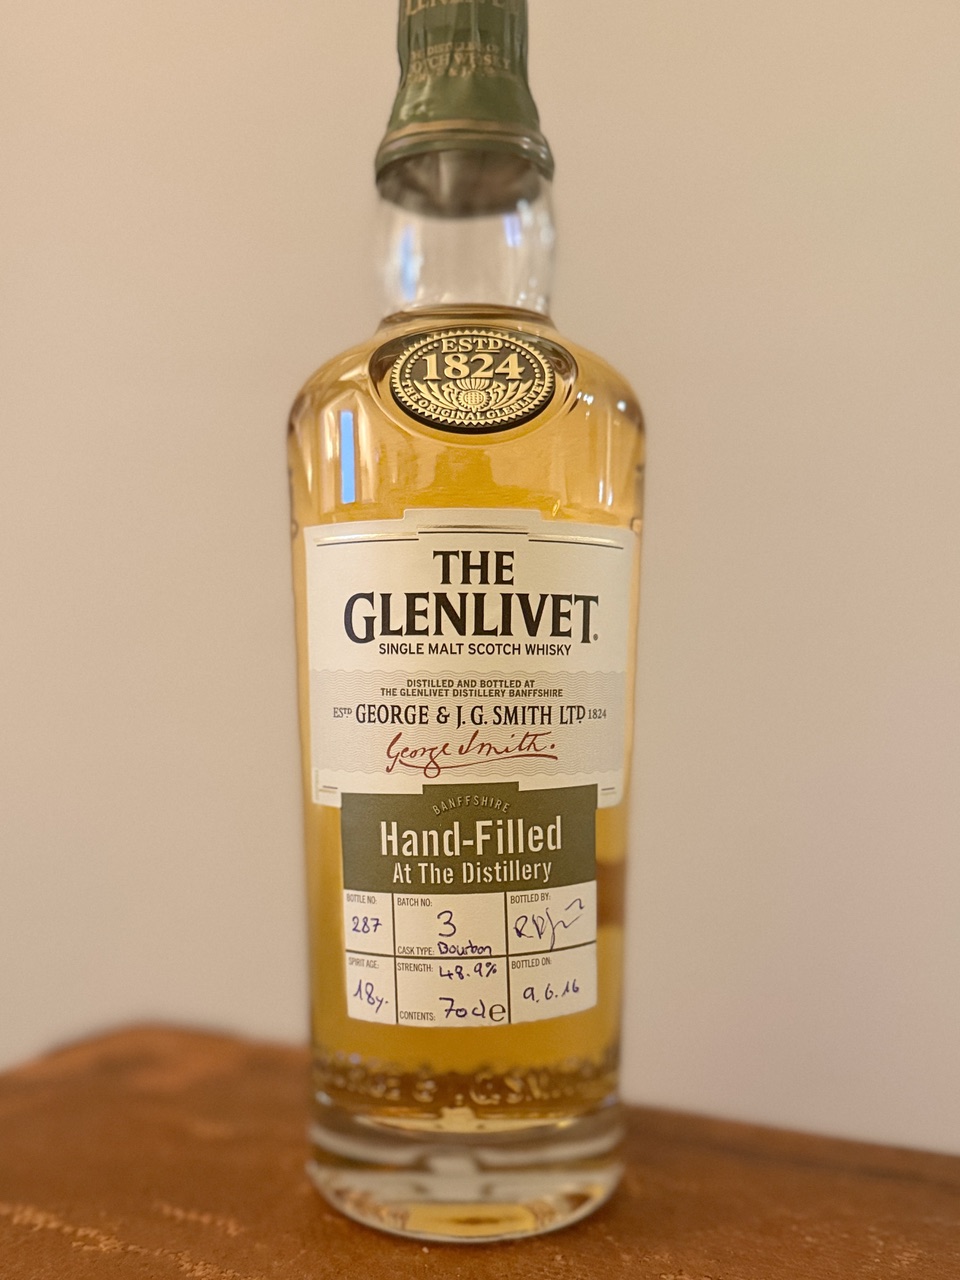 ESTD
1824
THE ORIGINAL GLENLIVET
THE
GLENLIVET®
SINGLE MALT SCOTCH WHISKY
DISTILLED AND BOTTLED AT
THE GLENLIVET DISTILLERY BANFFSHIRE
ESTD GEORGE & J.G. SMITH LTD 1824
George Smith.
BANFFSHIRE
Hand-Filled
At The Distillery
BOTTLE NO: 287
BATCH NO: 3
CASK TYPE: Bourbon
BOTTLED BY:
SPIRIT AGE: 18y.
STRENGTH: 48.9%
CONTENTS: 70cl e
BOTTLED ON: 9.6.16